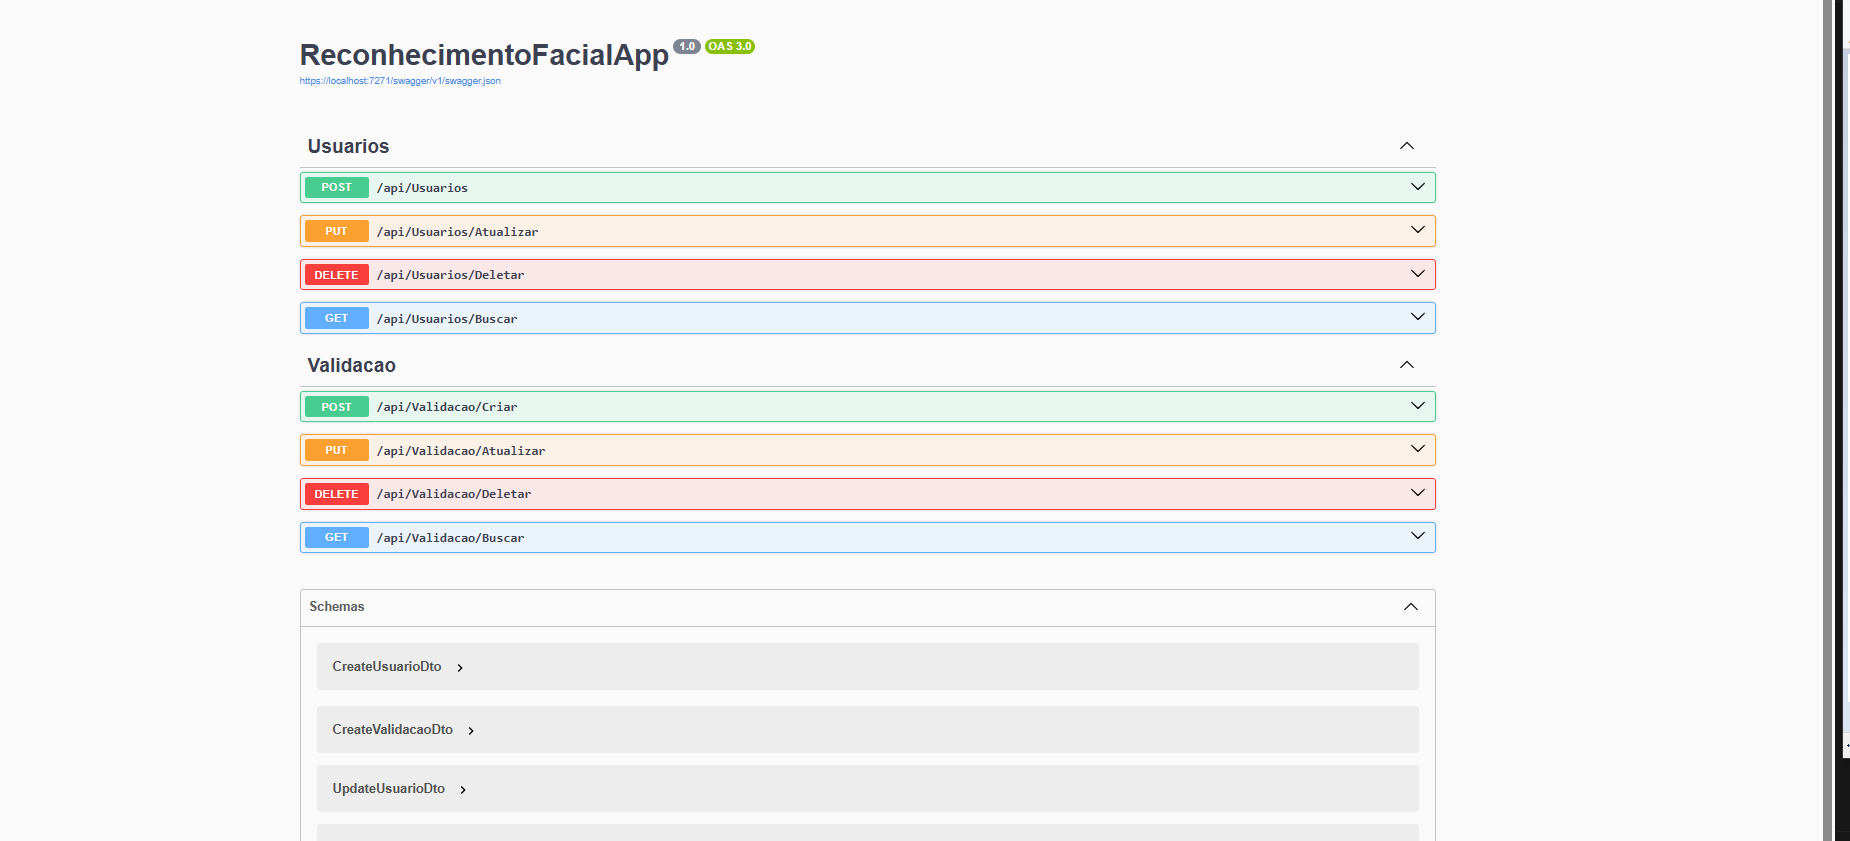 ReconhecimentoFacialApp 1.0 OAS 3.0
https://localhost:7271/swagger/v1/swagger.json
Usuarios
POST /api/Usuarios
PUT /api/Usuarios/Atualizar
DELETE /api/Usuarios/Deletar
GET /api/Usuarios/Buscar
Validacao
POST /api/Validacao/Criar
PUT /api/Validacao/Atualizar
DELETE /api/Validacao/Deletar
GET /api/Validacao/Buscar
Schemas
CreateUsuarioDto
CreateValidacaoDto
UpdateUsuarioDto